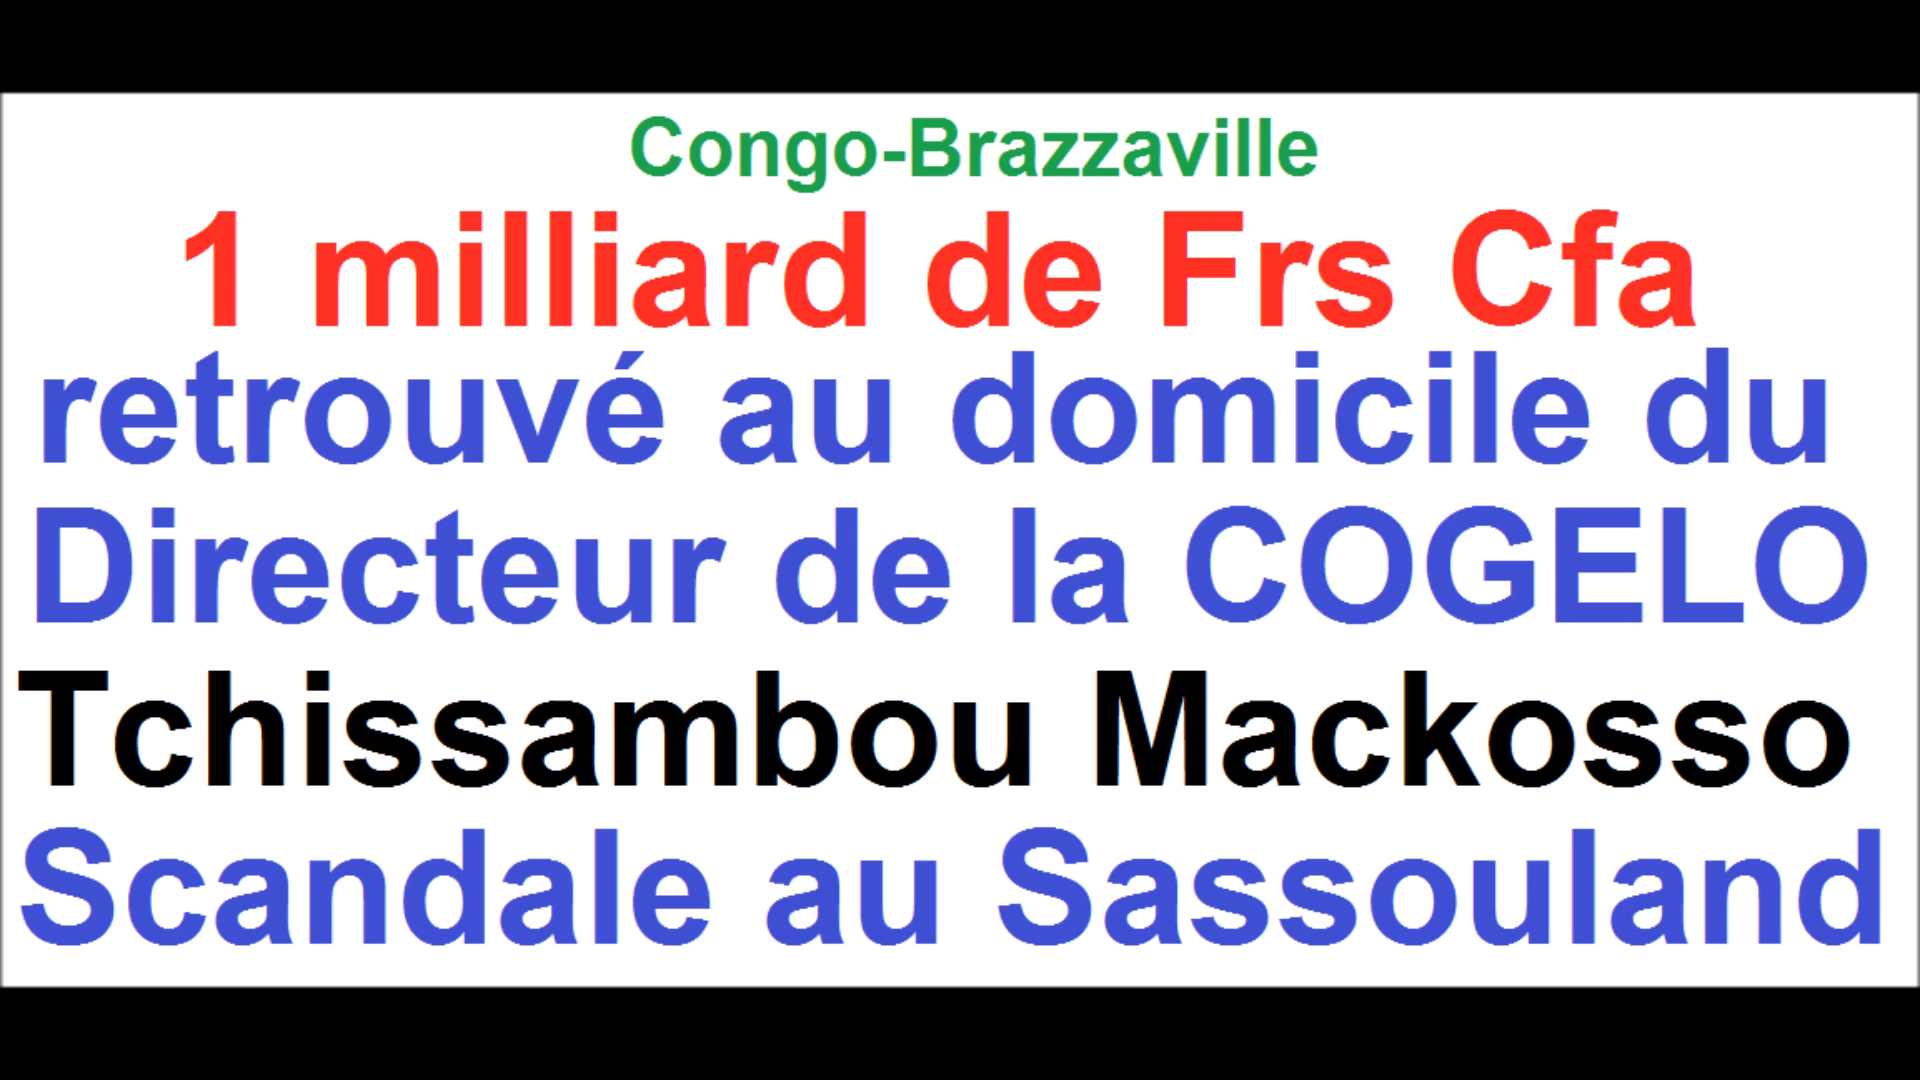 Congo-Brazzaville
1 milliard de Frs Cfa
retrouvé au domicile du
Directeur de la COGELO
Tchissambou Mackosso
Scandale au Sassouland